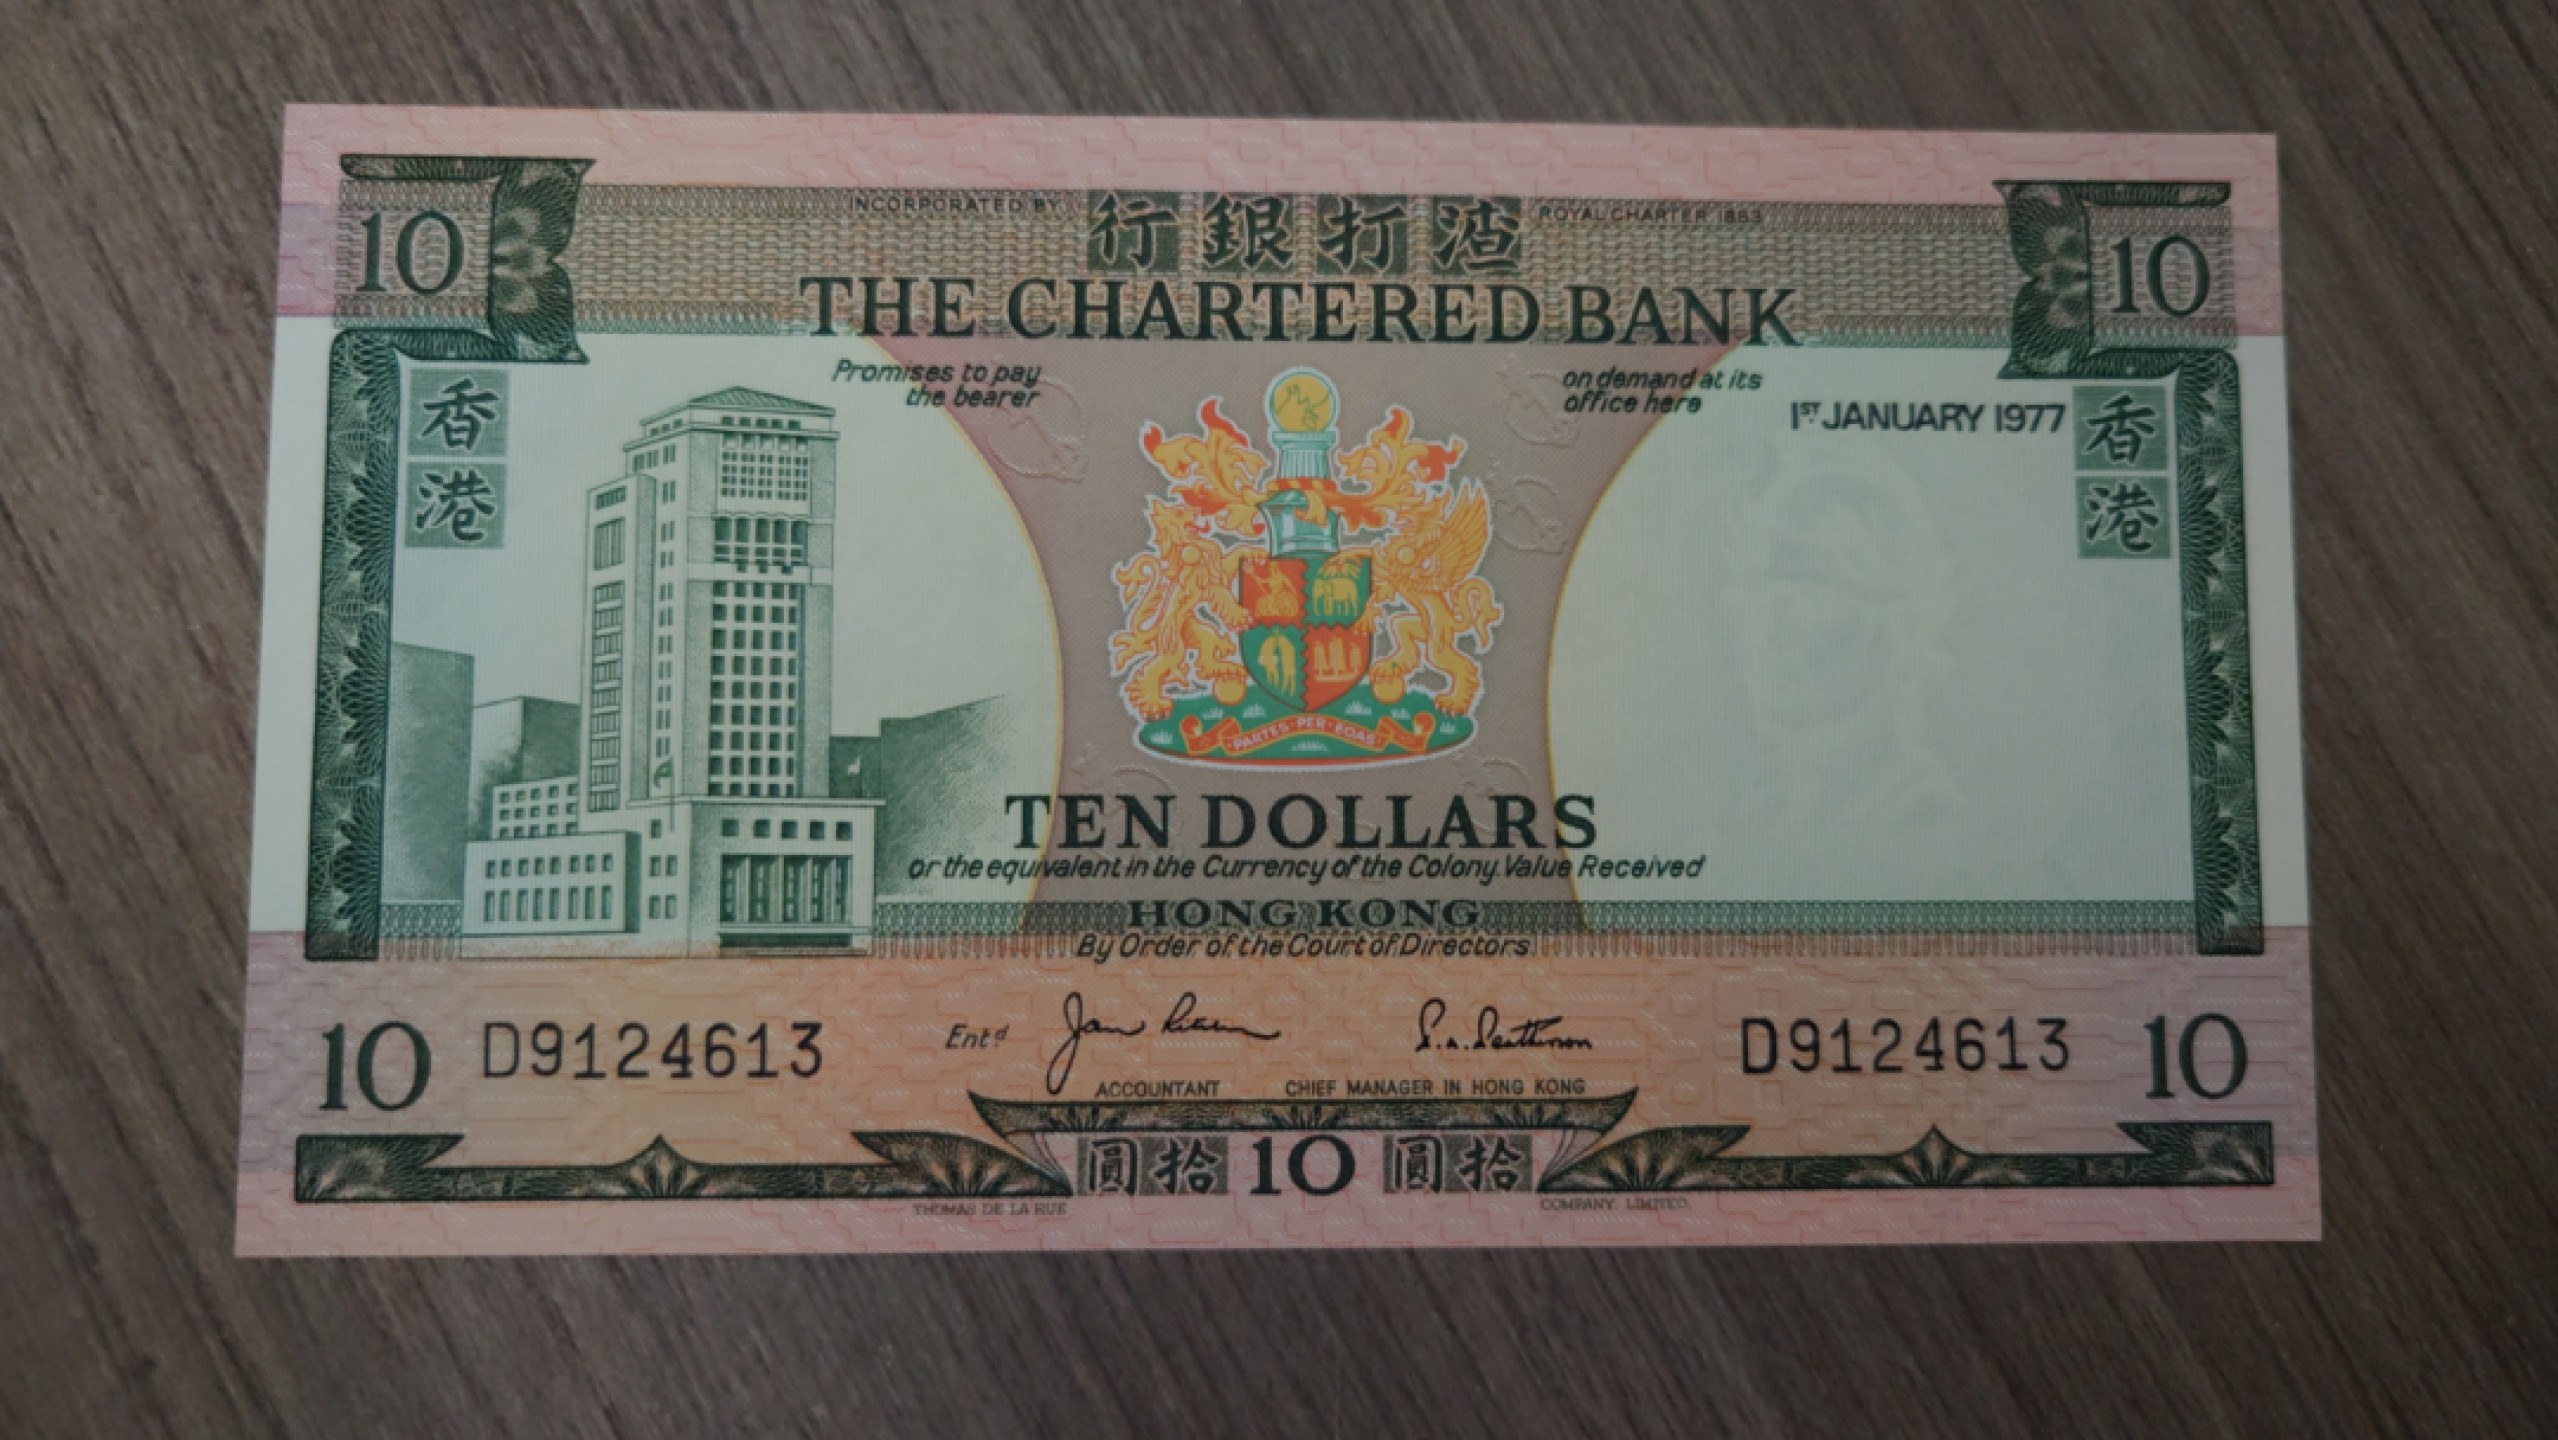 10
INCORPORATED BY 行銀打渣 ROYAL CHARTER 1853
10
THE CHARTERED BANK
Promises to pay
the bearer
on demand at its
office here
1ST JANUARY 1977
香港
香港
PARTES·PER·EOAS
TEN DOLLARS
or the equivalent in the Currency of the Colony. Value Received
HONG KONG
By Order of the Court of Directors
10 D9124613
Entd
ACCOUNTANT
CHIEF MANAGER IN HONG KONG
D9124613 10
圓拾 10 圓拾
THOMAS DE LA RUE COMPANY, LIMITED.